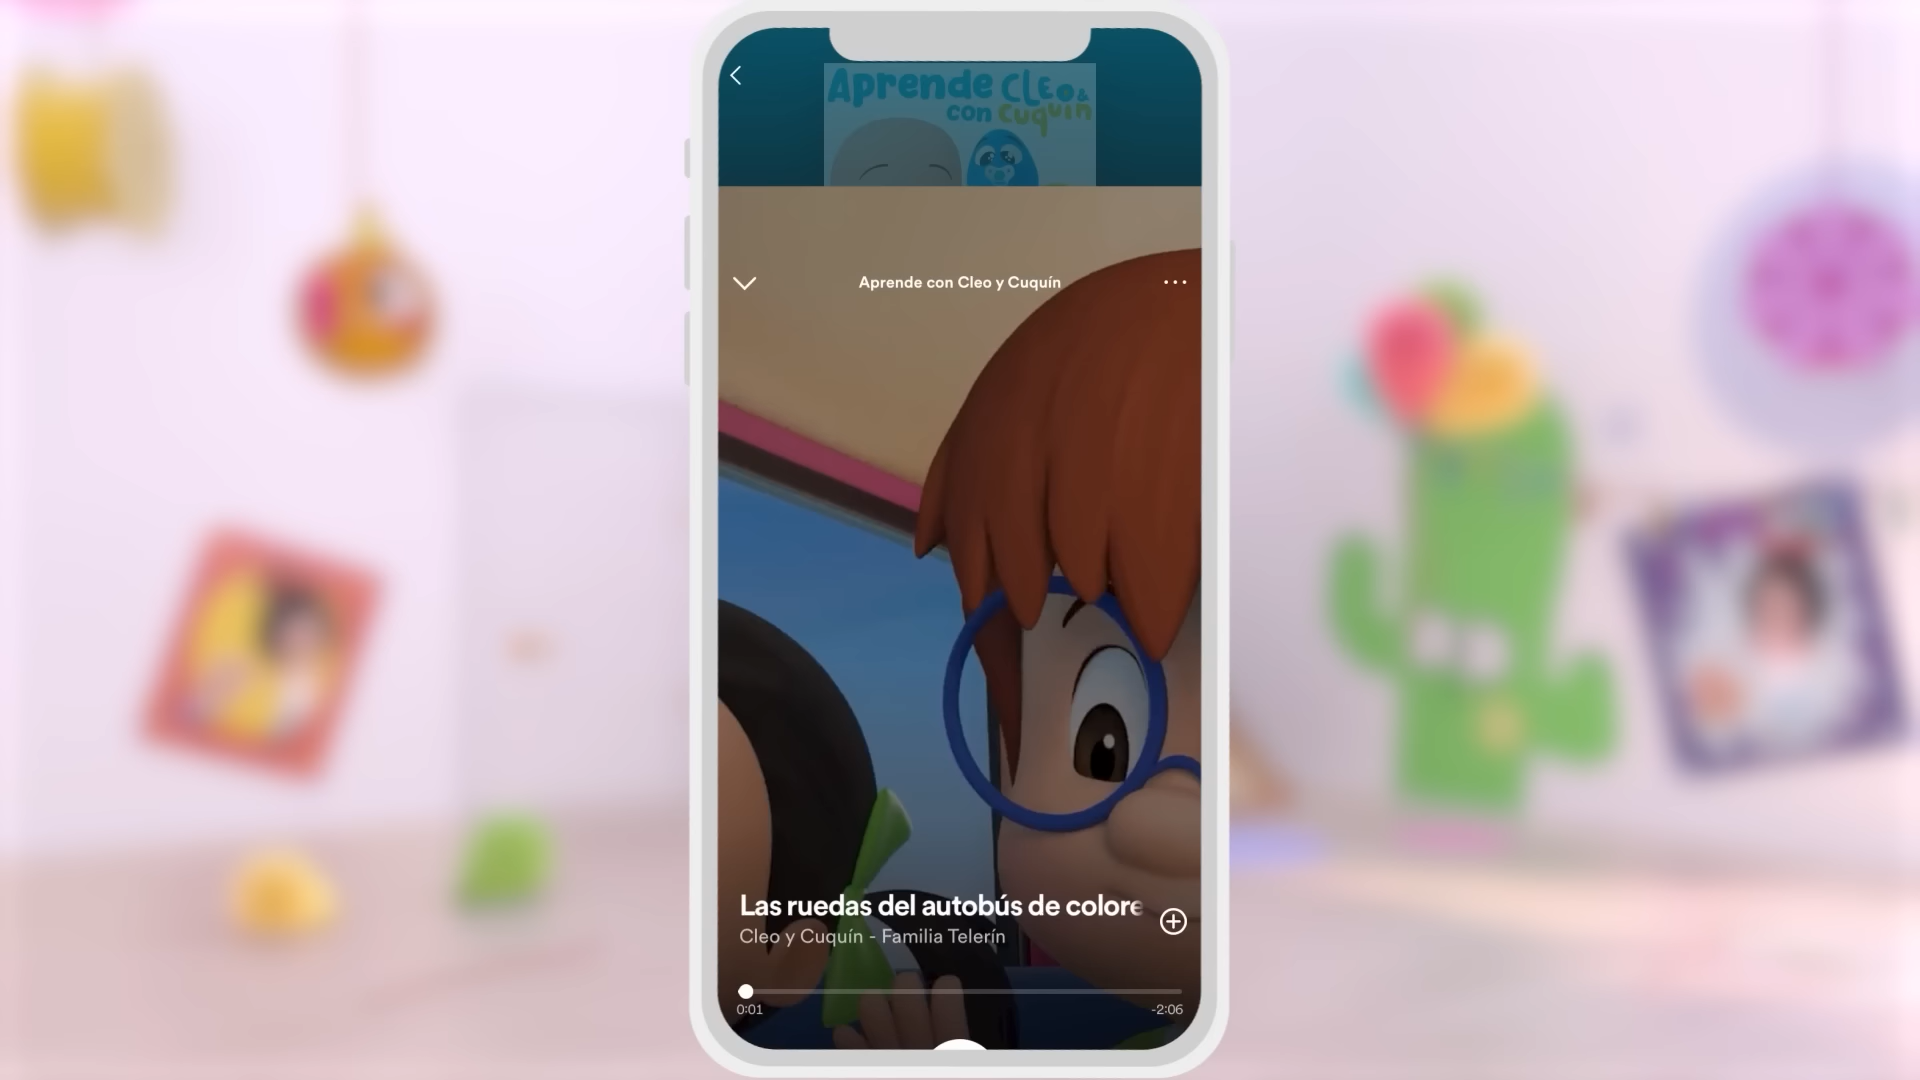 Aprende CLEO &
con cuquin
Aprende con Cleo y Cuquín
Las ruedas del autobús de colore
Cleo y Cuquín - Familia Telerín
0:01
-2:06